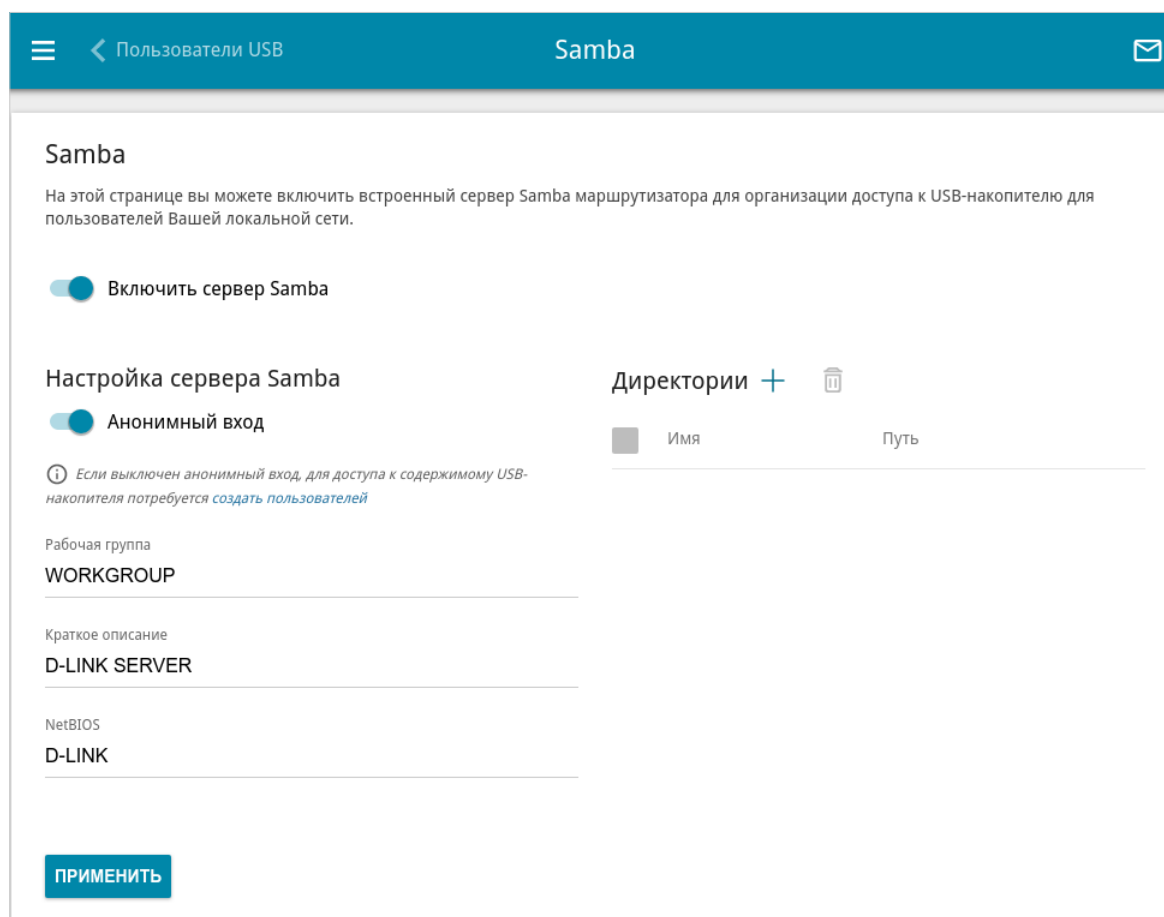 Пользователи USB
Samba
Samba
На этой странице вы можете включить встроенный сервер Samba маршрутизатора для организации доступа к USB-накопителю для
пользователей Вашей локальной сети.
Включить сервер Samba
Настройка сервера Samba
Анонимный вход
Если выключен анонимный вход, для доступа к содержимому USB-
накопителя потребуется создать пользователей
Рабочая группа
WORKGROUP
Краткое описание
D-LINK SERVER
NetBIOS
D-LINK
Директории
Имя Путь
ПРИМЕНИТЬ